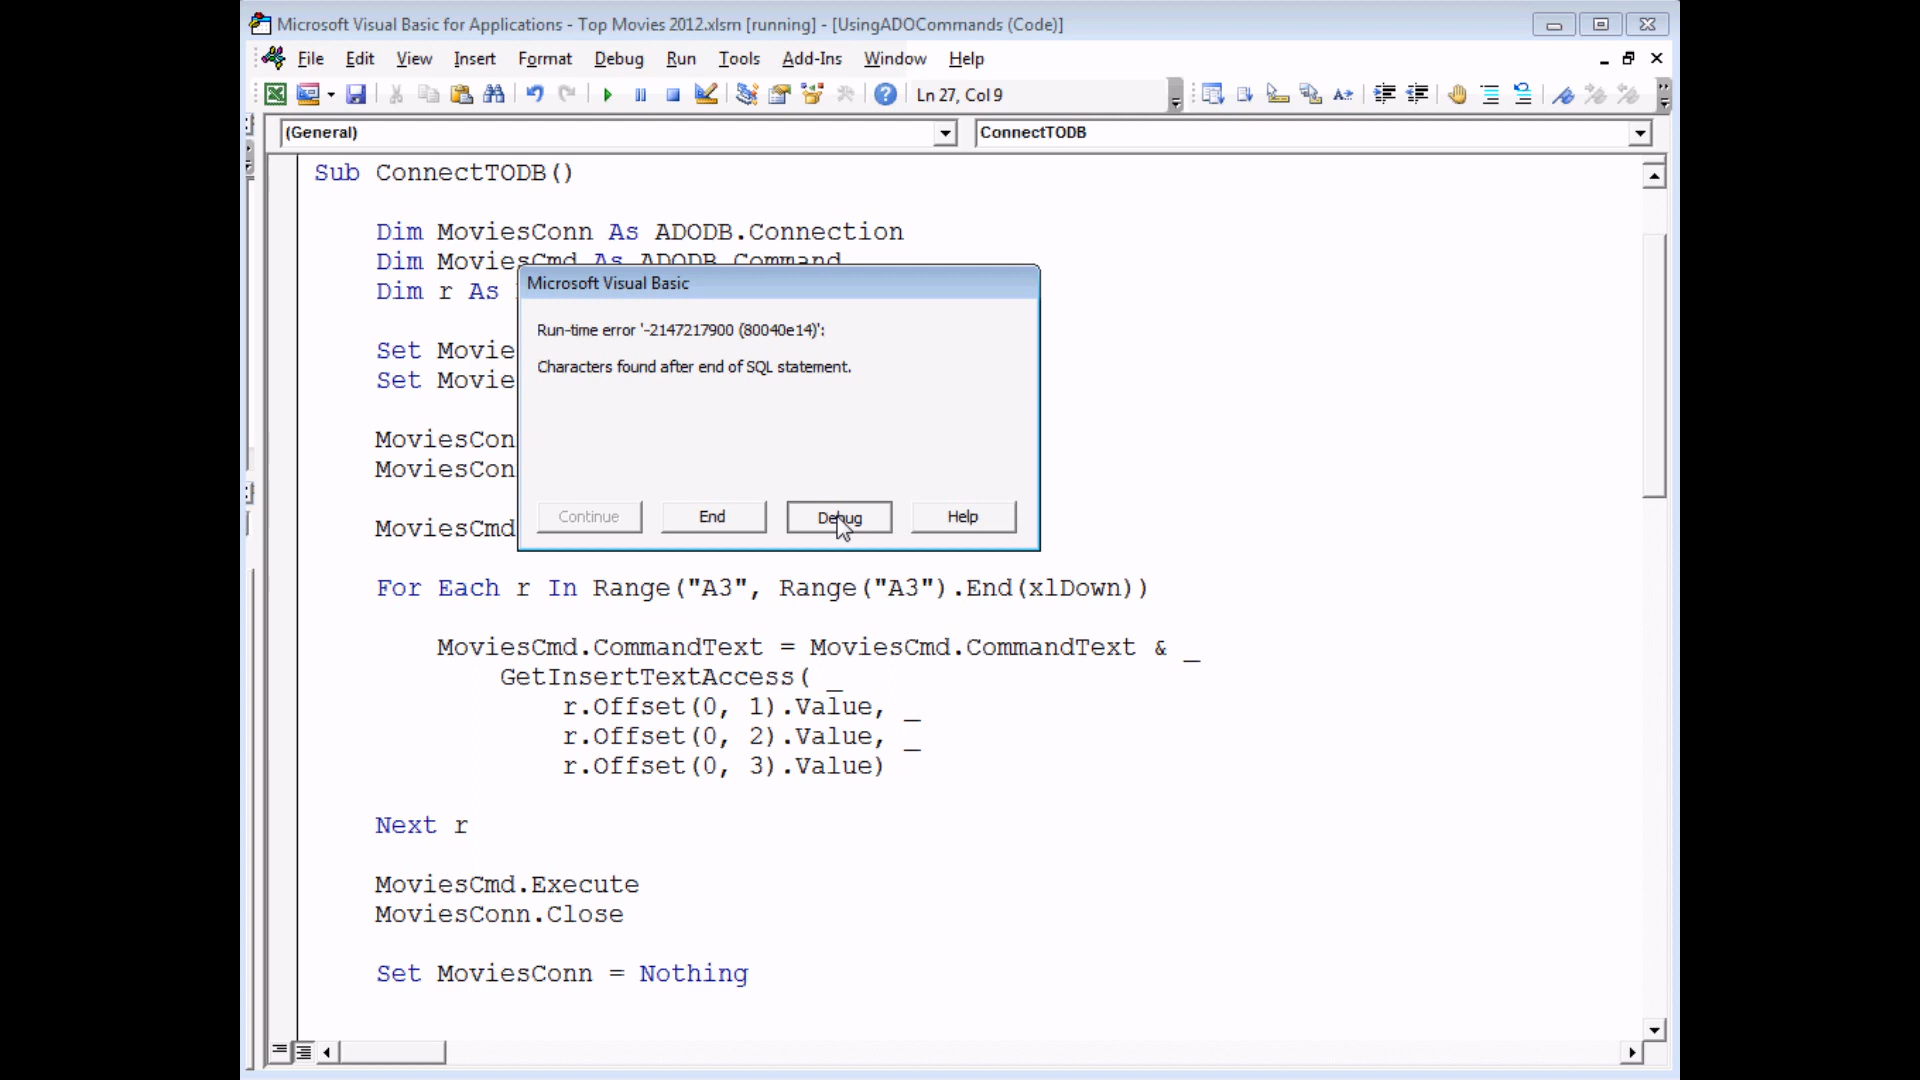 Microsoft Visual Basic for Applications - Top Movies 2012.xlsm [running] - [UsingADOCommands (Code)]
File Edit View Insert Format Debug Run Tools Add-Ins Window Help
Ln 27, Col 9
(General) ConnectTODB
Sub ConnectTODB()
Dim MoviesConn As ADODB.Connection
Dim MoviesCmd As ADODB.Command
Dim r As
Set Movie
Set Movie
MoviesCon
MoviesCon
MoviesCmd
Microsoft Visual Basic
Run-time error '-2147217900 (80040e14)':
Characters found after end of SQL statement.
Continue End Debug Help
For Each r In Range("A3", Range("A3").End(xlDown))
MoviesCmd.CommandText = MoviesCmd.CommandText & _
GetInsertTextAccess( _
r.Offset(0, 1).Value, _
r.Offset(0, 2).Value, _
r.Offset(0, 3).Value)
Next r
MoviesCmd.Execute
MoviesConn.Close
Set MoviesConn = Nothing